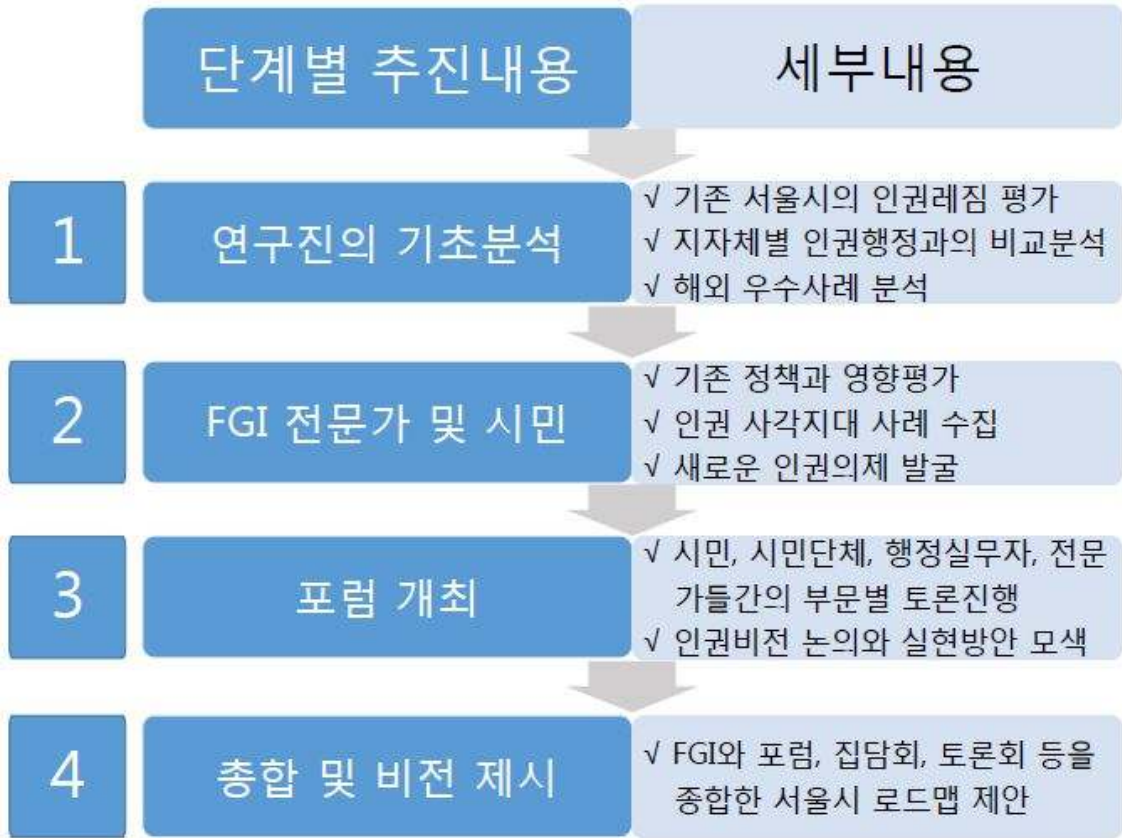 단계별 추진내용
세부내용
1
연구진의 기초분석
√ 기존 서울시의 인권레짐 평가
√ 지자체별 인권행정과의 비교분석
√ 해외 우수사례 분석
2
FGI 전문가 및 시민
√ 기존 정책과 영향평가
√ 인권 사각지대 사례 수집
√ 새로운 인권의제 발굴
3
포럼 개최
√ 시민, 시민단체, 행정실무자, 전문
가들간의 부문별 토론진행
√ 인권비전 논의와 실현방안 모색
4
총합 및 비전 제시
√ FGI와 포럼, 집담회, 토론회 등을
종합한 서울시 로드맵 제안